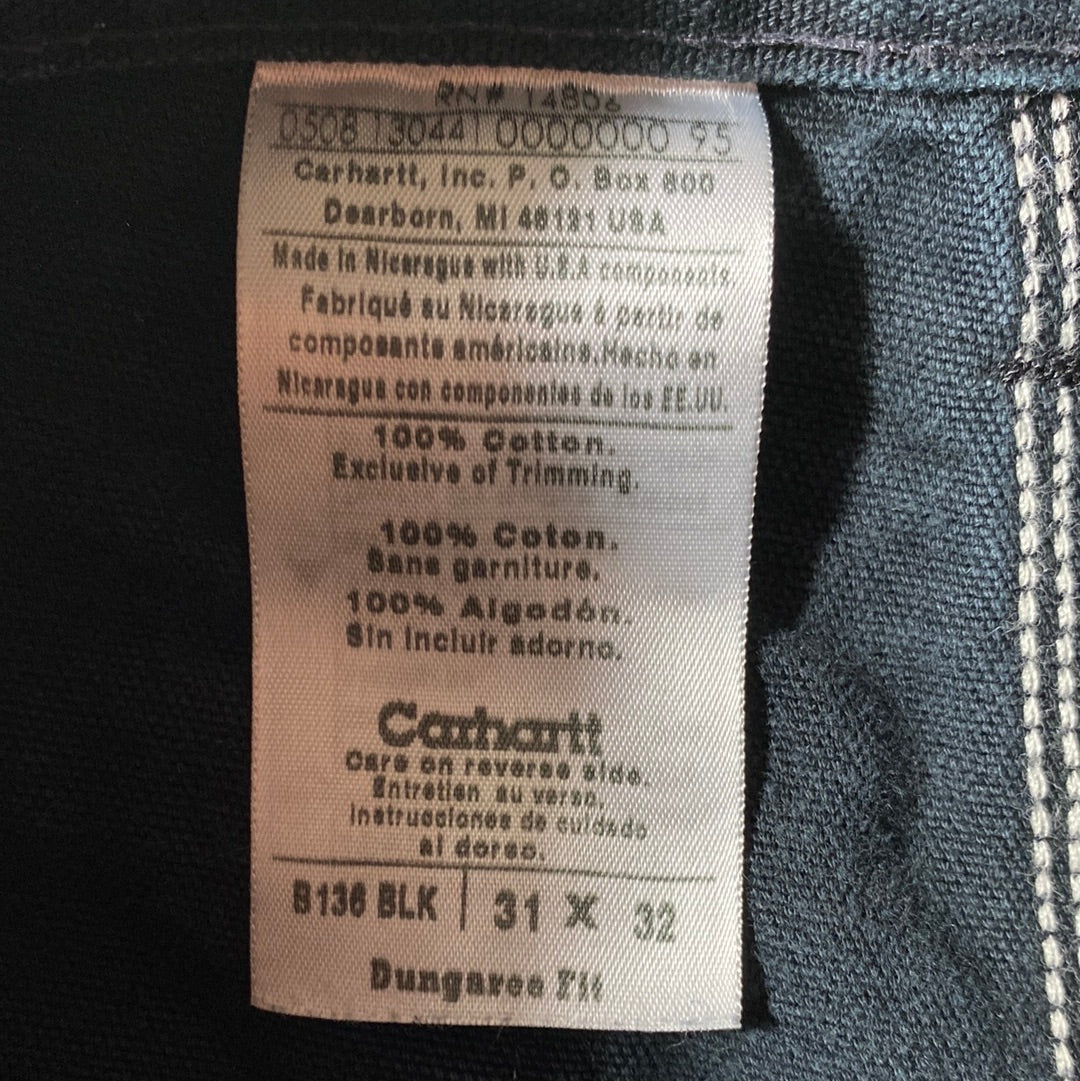 RN# 14806
0508 13044 0000000 95
Carhartt, Inc. P. O. Box 600
Dearborn, MI 48121 USA
Made in Nicaragua with U.S.A components
Fabriqué au Nicaragua à partir de
composants américains.Hecho en
Nicaragua con componentes de los EE.UU.
100% Cotton.
Exclusive of Trimming.
100% Coton.
Sans garniture.
100% Algodón.
Sin incluir adorno.
Carhartt
Care on reverse side.
Entretien au verso.
Instrucciones de cuidado
al dorso.
B136 BLK | 31 X 32
Dungaree Fit